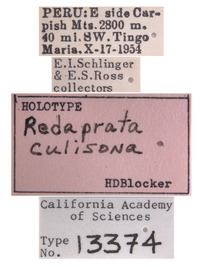 PERU: E side Car-
pish Mts. 2800 m.
40 mi. SW. Tingo
Maria. X-17-1954
E. I. Schlinger
& E. S. Ross
collectors
HOLOTYPE
Redaprata
culisona
HDBlocker
California Academy
of Sciences
Type
No. 13374